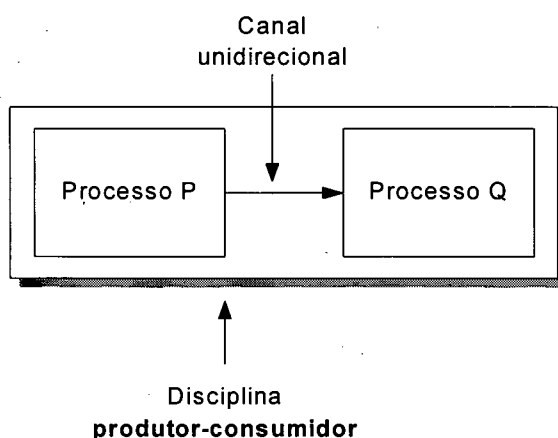 Canal
unidirecional
Processo P
Processo Q
Disciplina
produtor-consumidor